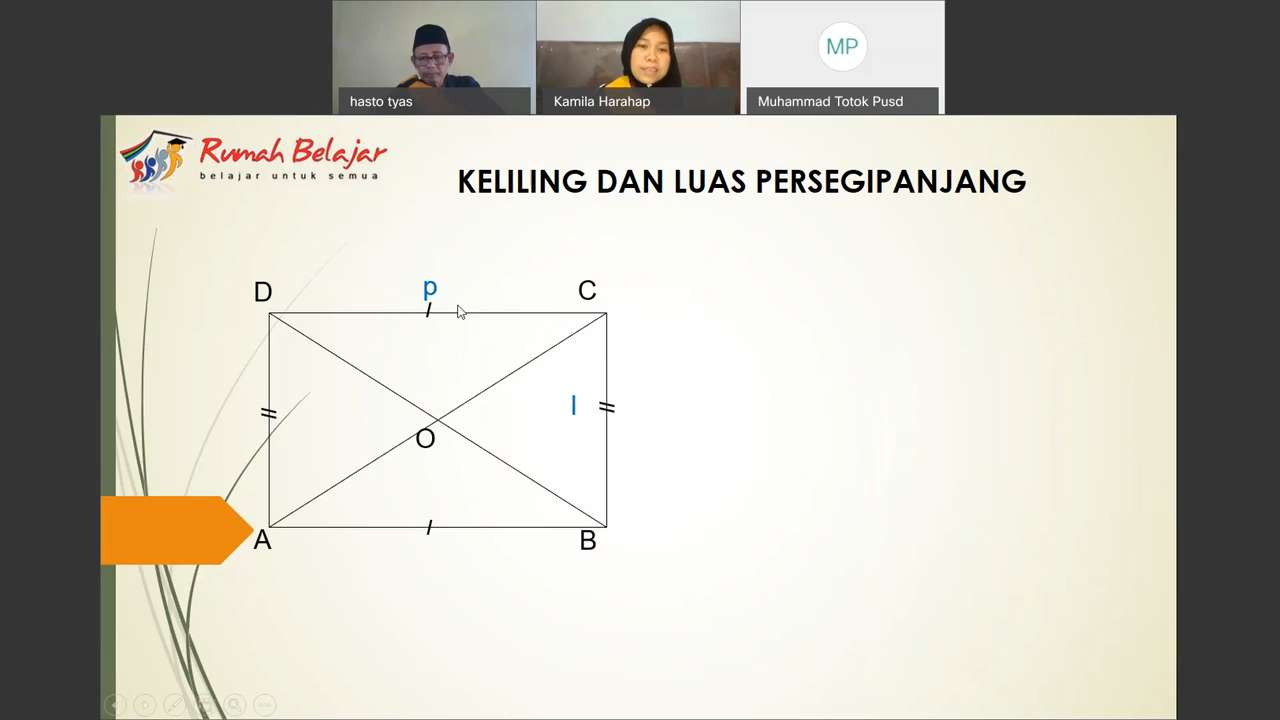 hasto tyas
Kamila Harahap
MP
Muhammad Totok Pusd
Rumah Belajar
belajar untuk semua
KELILING DAN LUAS PERSEGIPANJANG
D
p
C
l
O
A
B